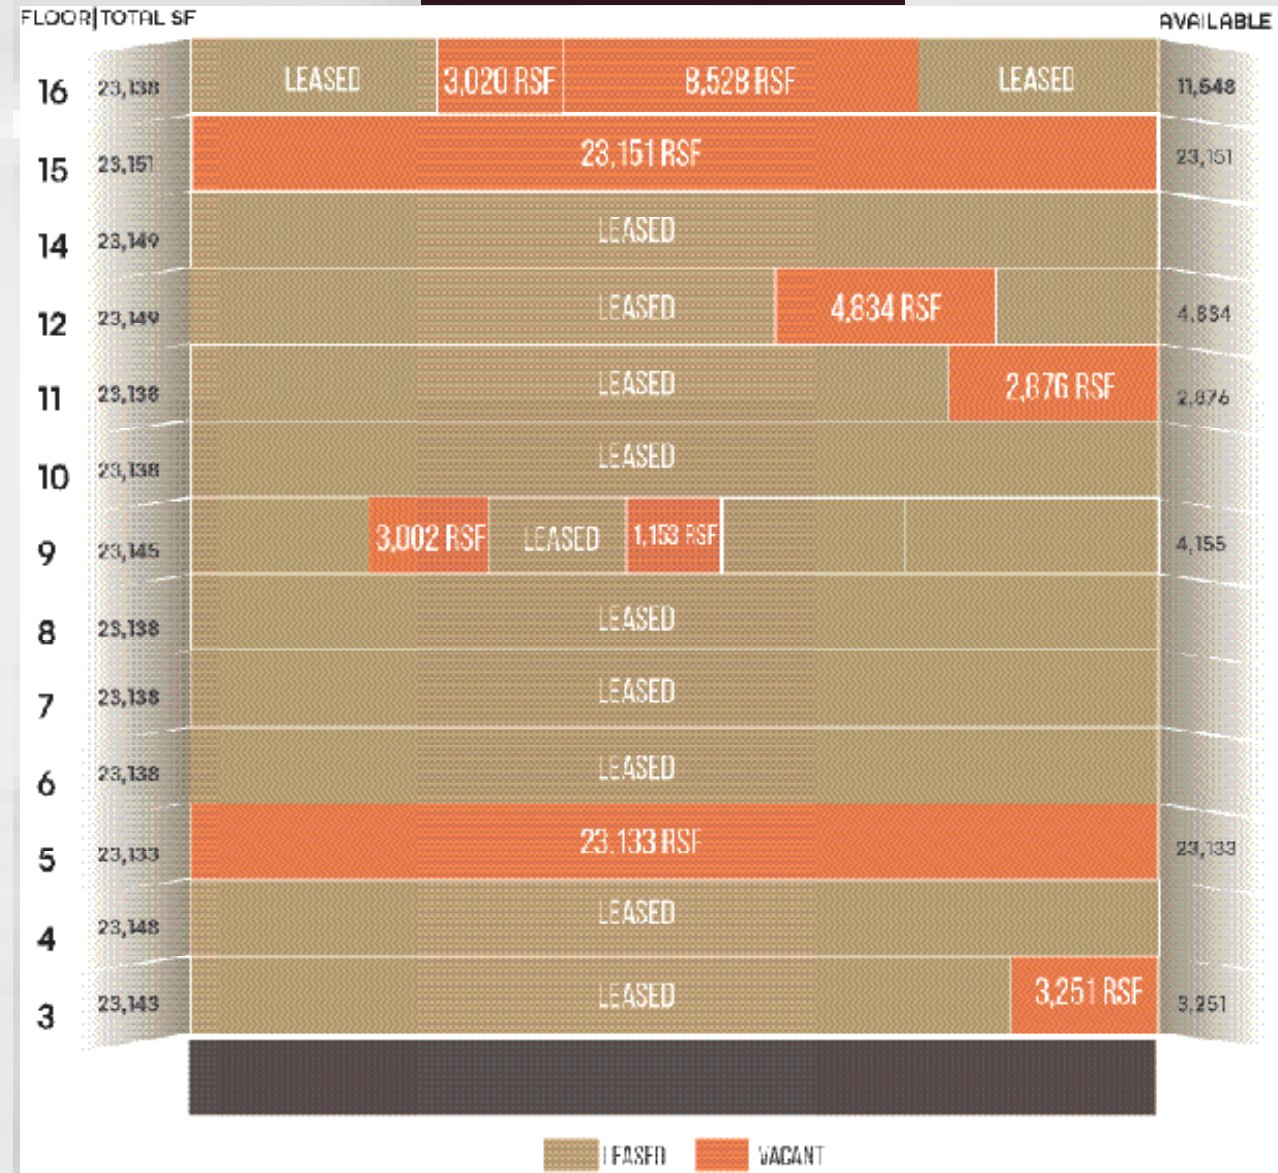 FLOOR|TOTAL SF AVAILABLE
16 23,138 LEASED 3,020 RSF 8,528 RSF LEASED 11,548
15 23,151 23,151 RSF 23,151
14 23,149 LEASED
12 23,149 LEASED 4,834 RSF 4,834
11 23,138 LEASED 2,876 RSF 2,876
10 23,138 LEASED
9 23,145 3,002 RSF LEASED 1,153 RSF 4,155
8 23,138 LEASED
7 23,138 LEASED
6 23,138 LEASED
5 23,133 23,133 RSF 23,133
4 23,148 LEASED
3 23,143 LEASED 3,251 RSF 3,251
LEASED VACANT